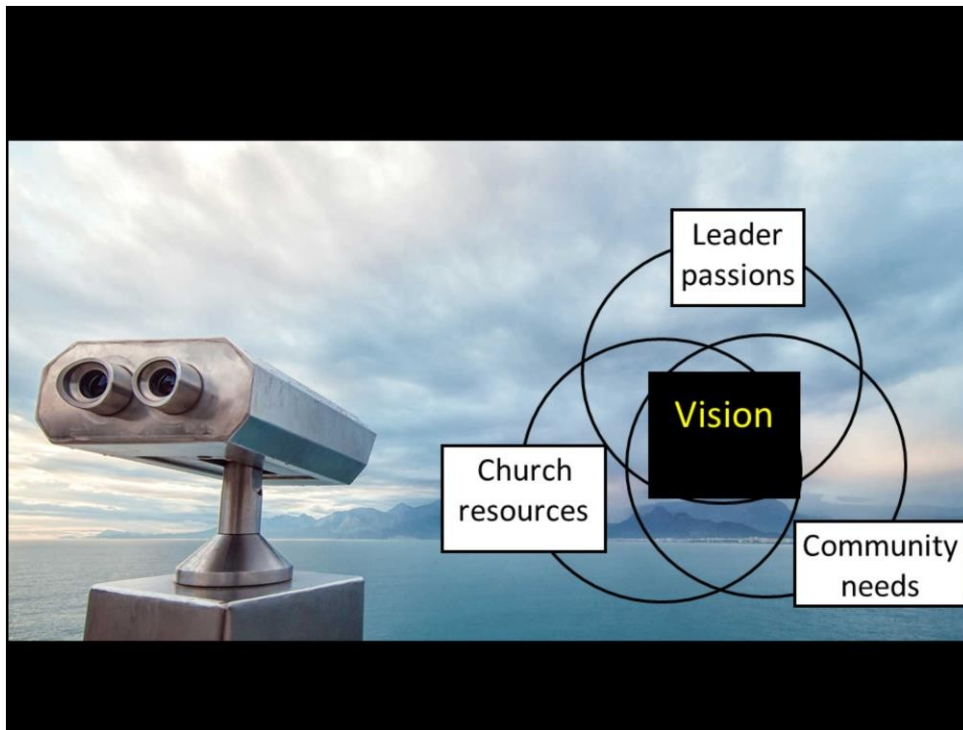 Leader
passions
Vision
Church
resources
Community
needs